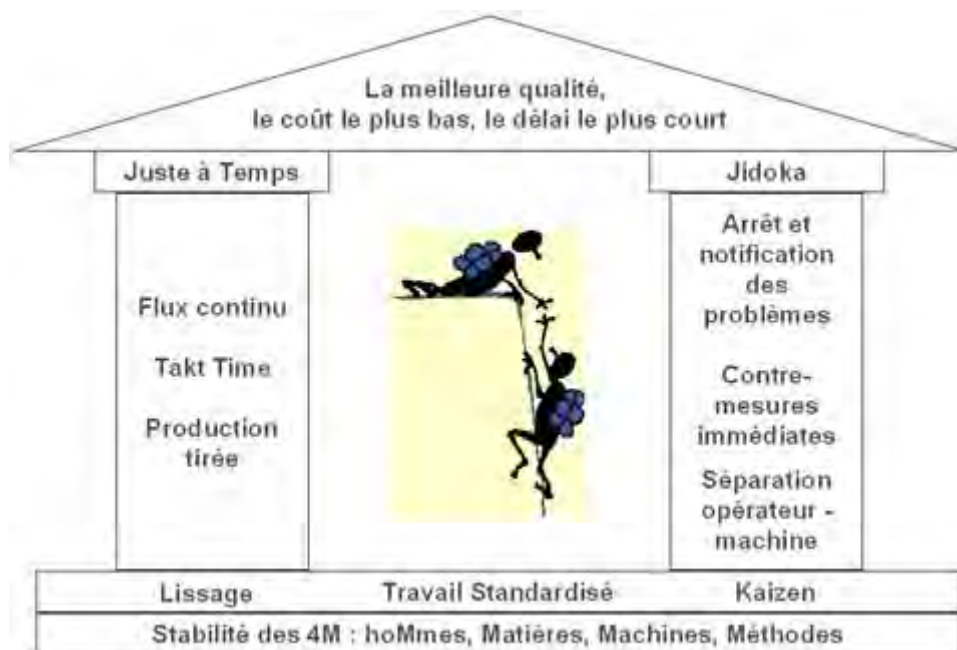 La meilleure qualité,
le coût le plus bas, le délai le plus court
Juste à Temps
Jidoka
Flux continu
Takt Time
Production
tirée
Arrêt et
notification
des
problèmes
Contre-
mesures
immédiates
Séparation
opérateur -
machine
Lissage
Travail Standardisé
Kaizen
Stabilité des 4M : hoMmes, Matières, Machines, Méthodes